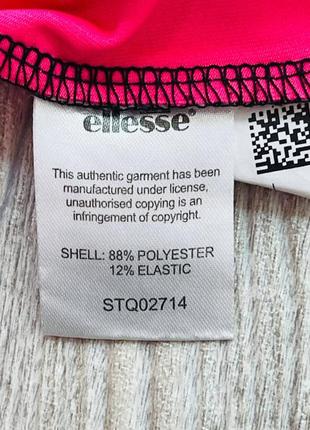 ellesse®
This authentic garment has been
manufactured under license,
unauthorised copying is an
infringement of copyright.
SHELL: 88% POLYESTER
12% ELASTIC
STQ02714